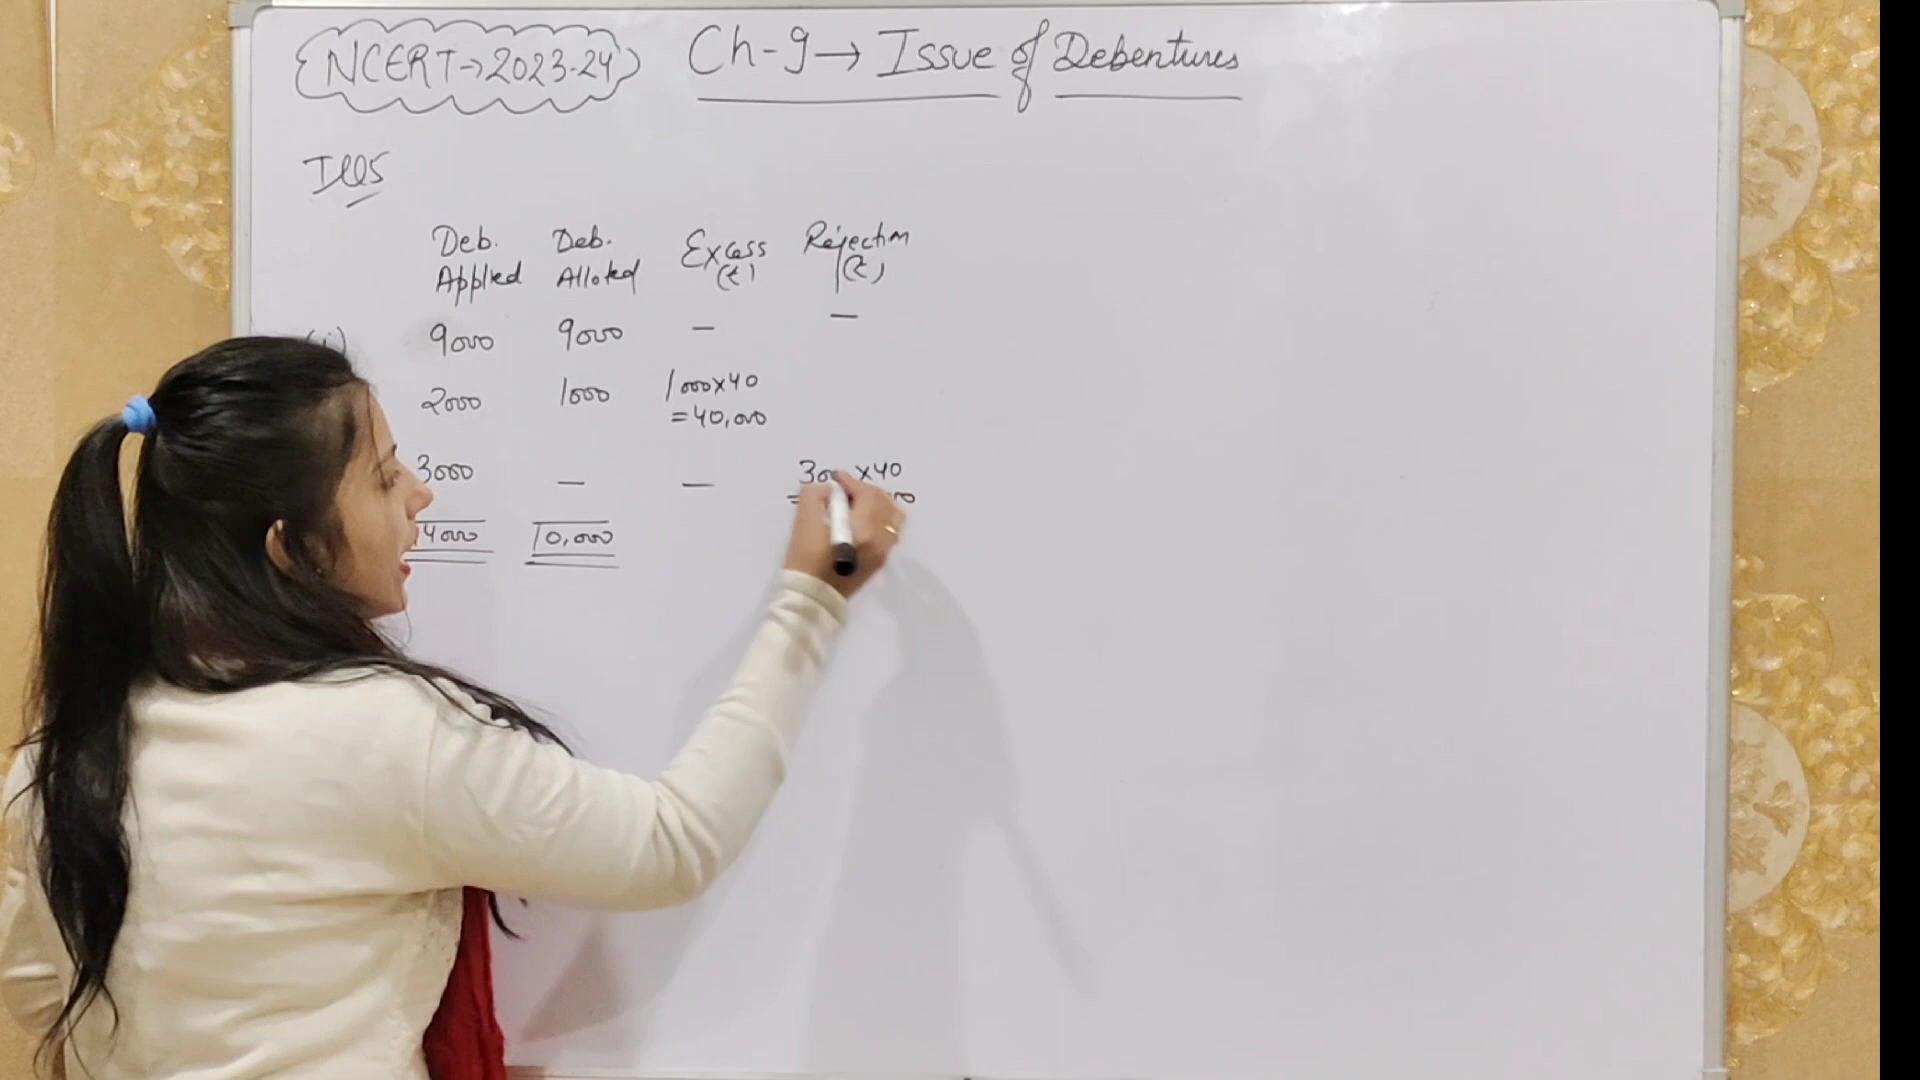 NCERT→2023-24 Ch-9→ Issue of Debentures
Ill 5
Deb. Applied Deb. Alloted Excess (₹) Rejection (₹)
(i) 9000 9000 — —
2000 1000 1000×40
=40,000
3000 — — ×40
=
14000 10,000